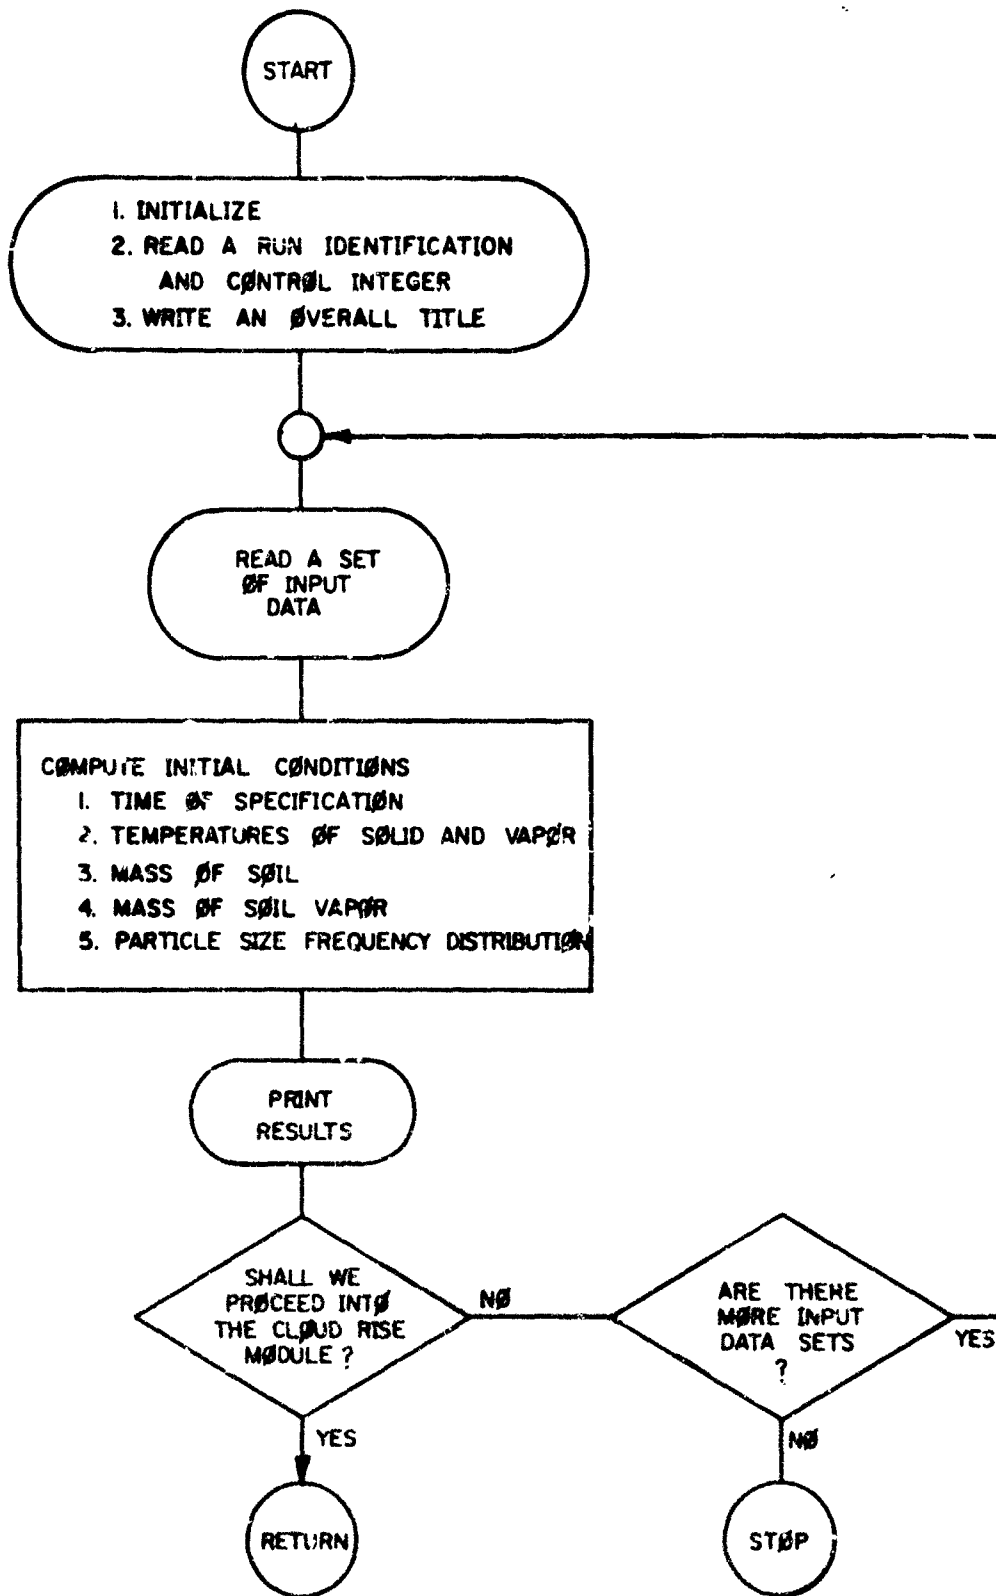 START
1. INITIALIZE
2. READ A RUN IDENTIFICATION
AND CØNTRØL INTEGER
3. WRITE AN ØVERALL TITLE
READ A SET
ØF INPUT
DATA
CØMPUTE INITIAL CØNDITIØNS
1. TIME ØF SPECIFICATIØN
2. TEMPERATURES ØF SØLID AND VAPØR
3. MASS ØF SØIL
4. MASS ØF SØIL VAPØR
5. PARTICLE SIZE FREQUENCY DISTRIBUTIØN
PRINT
RESULTS
SHALL WE
PRØCEED INTØ
THE CLØUD RISE
MØDULE ?
NØ
YES
ARE THERE
MØRE INPUT
DATA SETS
?
YES
NØ
RETURN
STØP